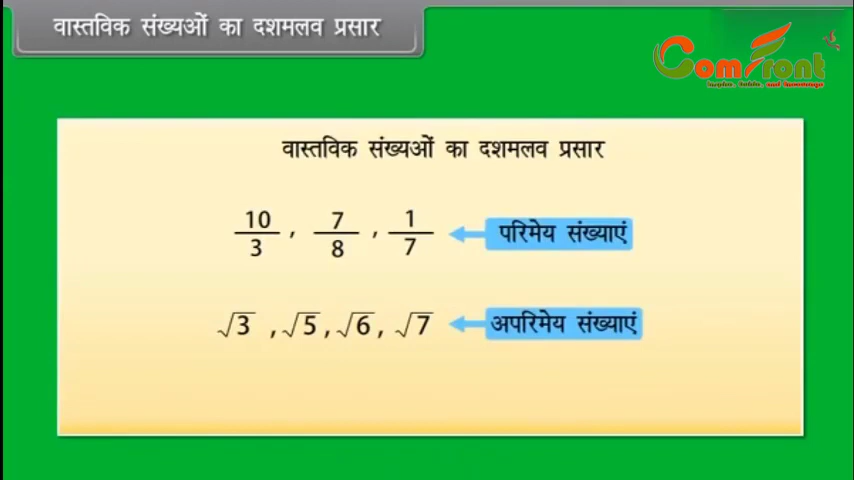 वास्तविक संख्यओं का दशमलव प्रसार
ComFront
वास्तविक संख्यओं का दशमलव प्रसार
10/3 , 7/8 , 1/7 परिमेय संख्याएं
√3 , √5 , √6 , √7 अपरिमेय संख्याएं